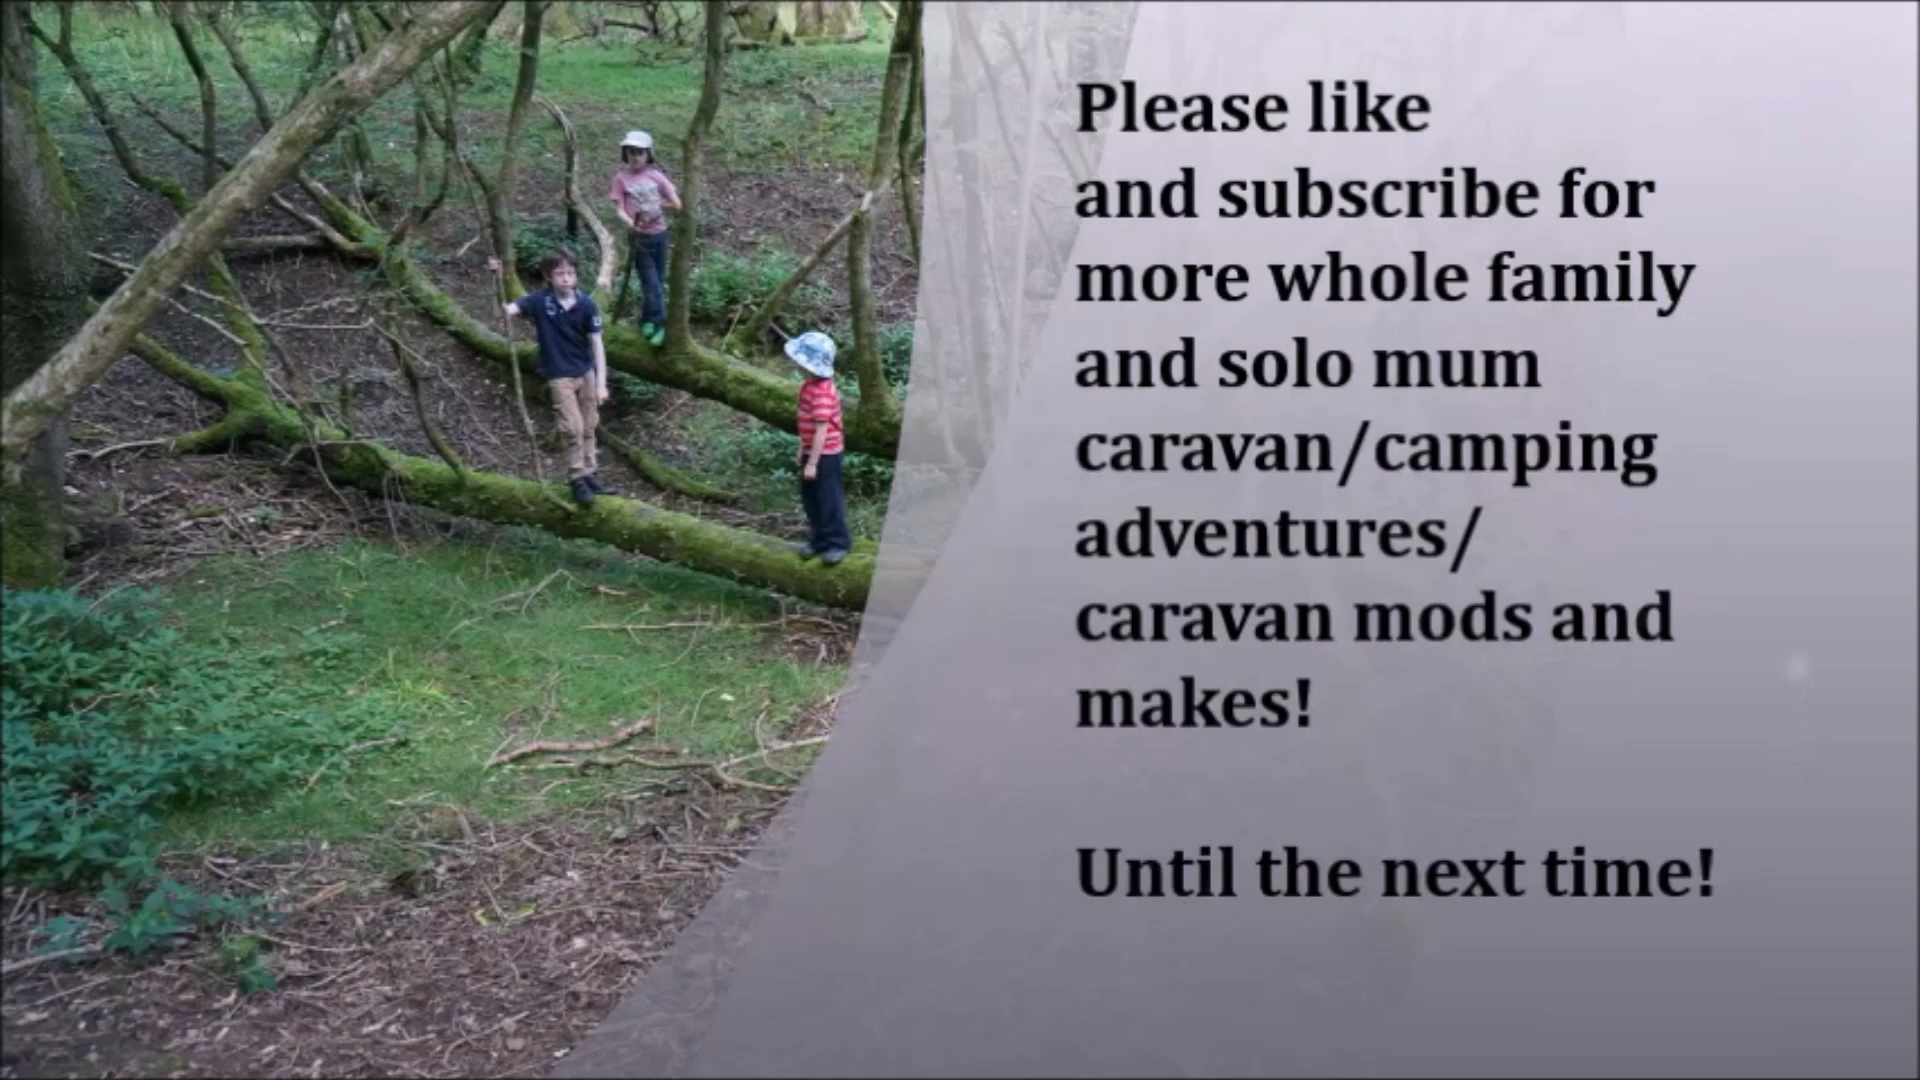 Please like
and subscribe for
more whole family
and solo mum
caravan/camping
adventures/
caravan mods and
makes!
Until the next time!